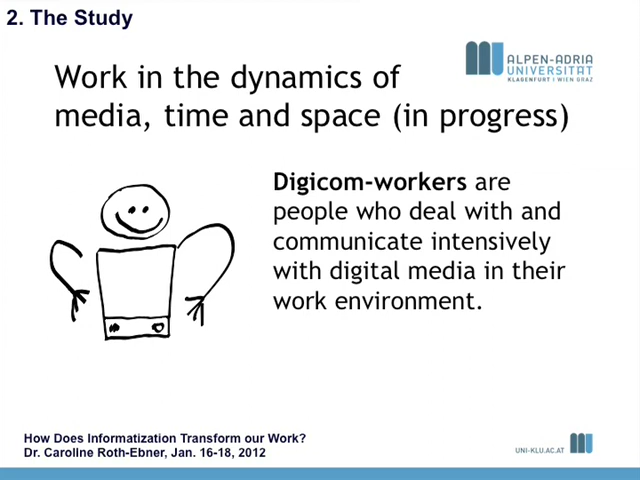 2. The Study
ALPEN-ADRIA
UNIVERSITÄT
KLAGENFURT I WIEN GRAZ
Work in the dynamics of
media, time and space (in progress)
Digicom-workers are
people who deal with and
communicate intensively
with digital media in their
work environment.
How Does Informatization Transform our Work?
Dr. Caroline Roth-Ebner, Jan. 16-18, 2012
UNI-KLU.AC.AT